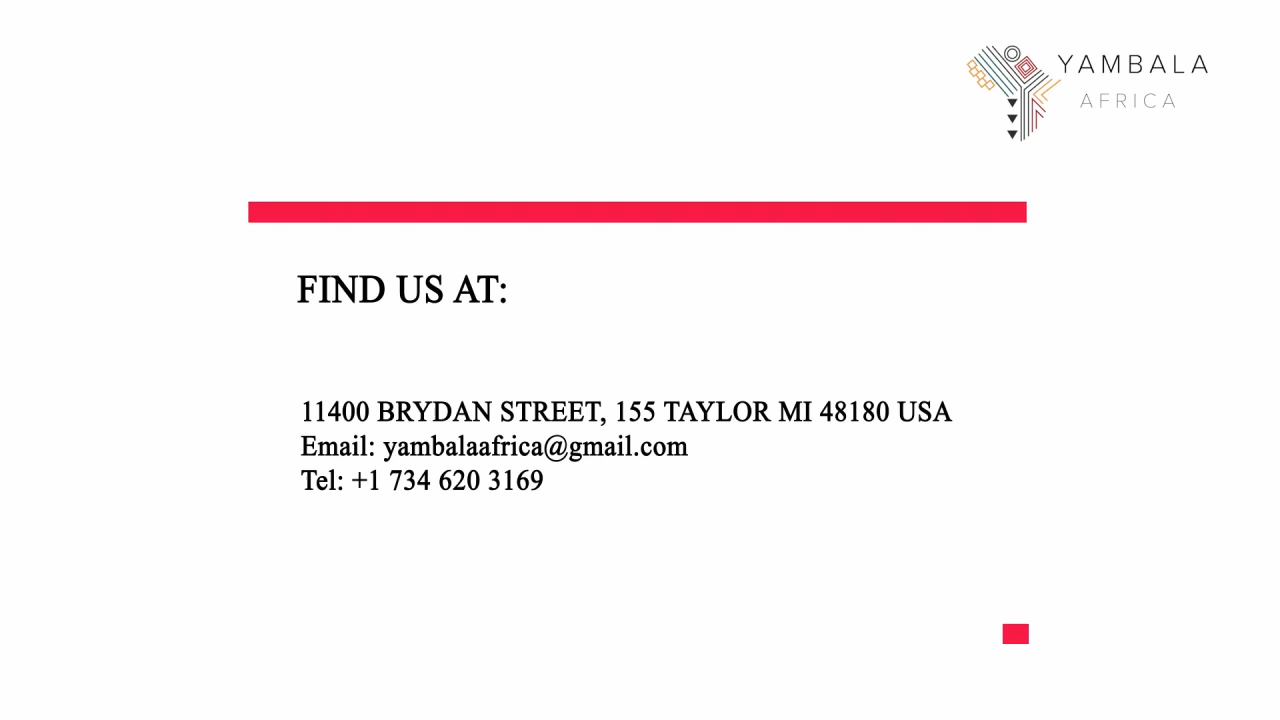 YAMBALA
AFRICA
FIND US AT:
11400 BRYDAN STREET, 155 TAYLOR MI 48180 USA
Email: yambalaafrica@gmail.com
Tel: +1 734 620 3169